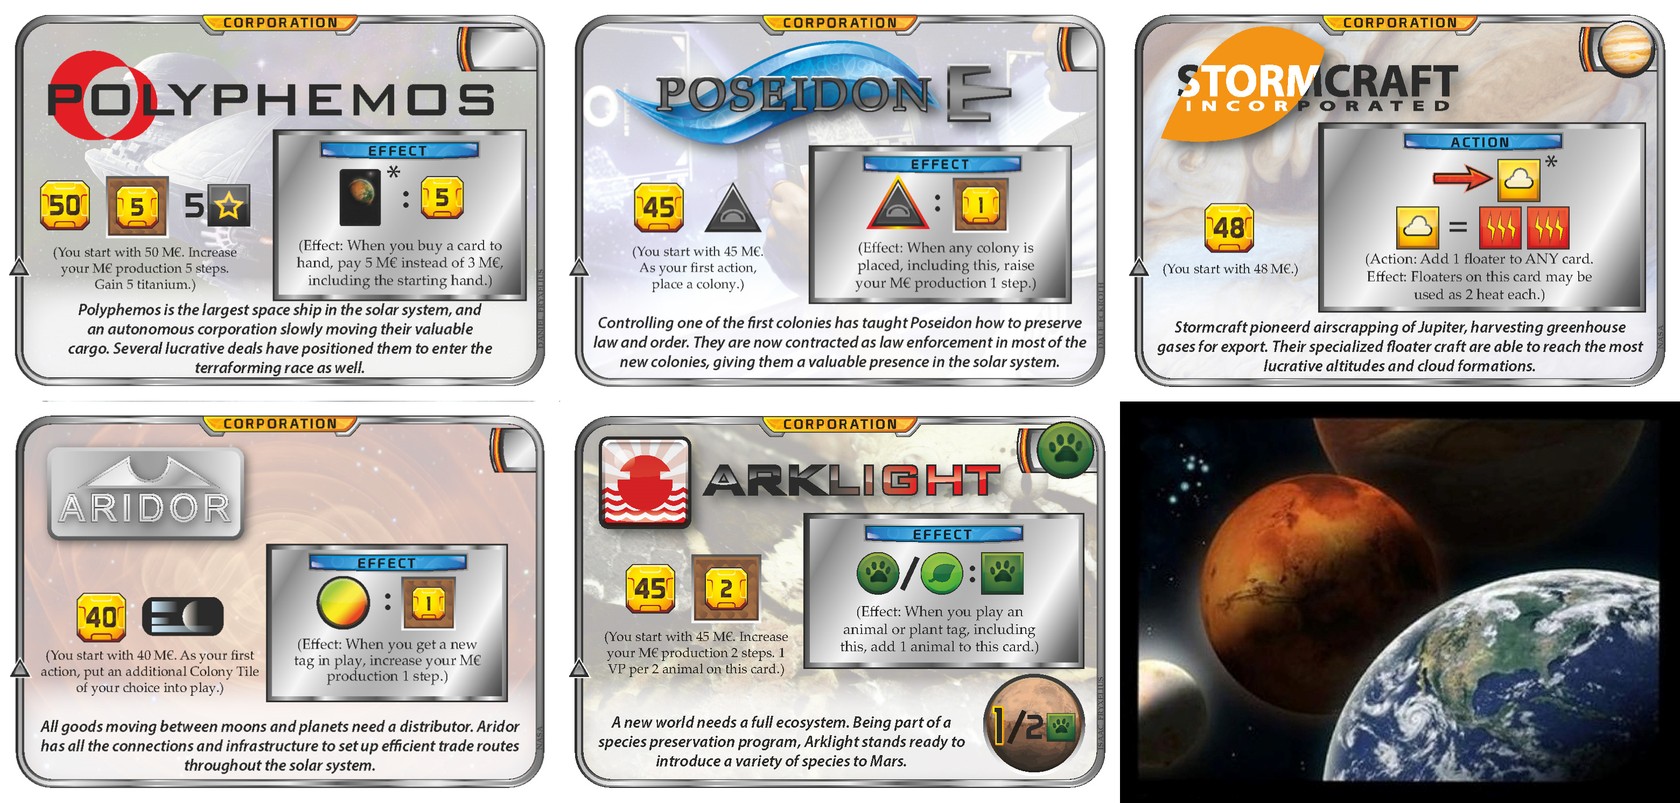 CORPORATION
POLYPHEMOS
EFFECT
50 5 5
* : 5
(You start with 50 M€. Increase
your M€ production 5 steps.
Gain 5 titanium.)
(Effect: When you buy a card to
hand, pay 5 M€ instead of 3 M€,
including the starting hand.)
Polyphemos is the largest space ship in the solar system, and
an autonomous corporation slowly moving their valuable
cargo. Several lucrative deals have positioned them to enter the
terraforming race as well.
CORPORATION
POSEIDON E
EFFECT
45
: 1
(You start with 45 M€.
As your first action,
place a colony.)
(Effect: When any colony is
placed, including this, raise
your M€ production 1 step.)
Controlling one of the first colonies has taught Poseidon how to preserve
law and order. They are now contracted as law enforcement in most of the
new colonies, giving them a valuable presence in the solar system.
CORPORATION
STORMCRAFT
INCORPORATED
ACTION
*
48
=
(You start with 48 M€.)
(Action: Add 1 floater to ANY card.
Effect: Floaters on this card may be
used as 2 heat each.)
Stormcraft pioneerd airscrapping of Jupiter, harvesting greenhouse
gases for export. Their specialized floater craft are able to reach the most
lucrative altitudes and cloud formations.
NASA
CORPORATION
ARIDOR
EFFECT
40
: 1
(You start with 40 M€. As your first
action, put an additional Colony Tile
of your choice into play.)
(Effect: When you get a new
tag in play, increase your M€
production 1 step.)
All goods moving between moons and planets need a distributor. Aridor
has all the connections and infrastructure to set up efficient trade routes
throughout the solar system.
NASA
CORPORATION
ARKLIGHT
EFFECT
45 2
/ :
(You start with 45 M€. Increase
your M€ production 2 steps. 1
VP per 2 animal on this card.)
(Effect: When you play an
animal or plant tag, including
this, add 1 animal to this card.)
A new world needs a full ecosystem. Being part of a
species preservation program, Arklight stands ready to
introduce a variety of species to Mars.
1/2